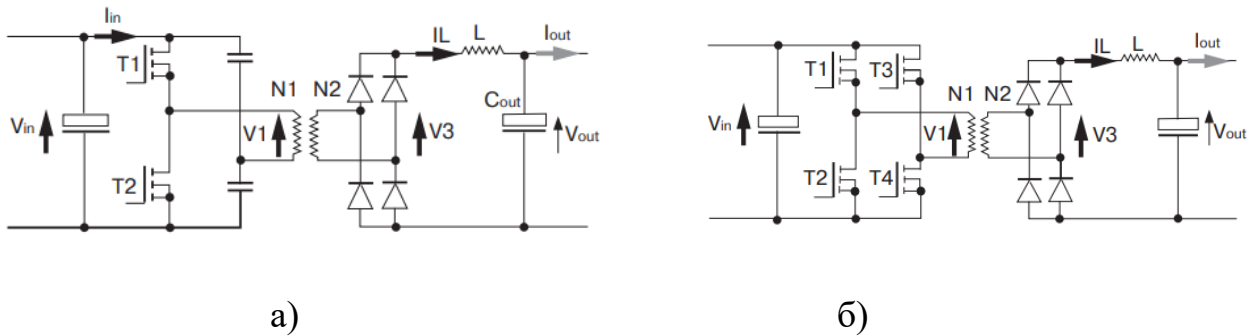 Iin
IL
L
Iout
T1
N1
N2
Cout
Vin
V1
V3
Vout
T2
IL
L
Iout
T1
T3
N1
N2
Vin
V1
V3
Vout
T2
T4
а)
б)